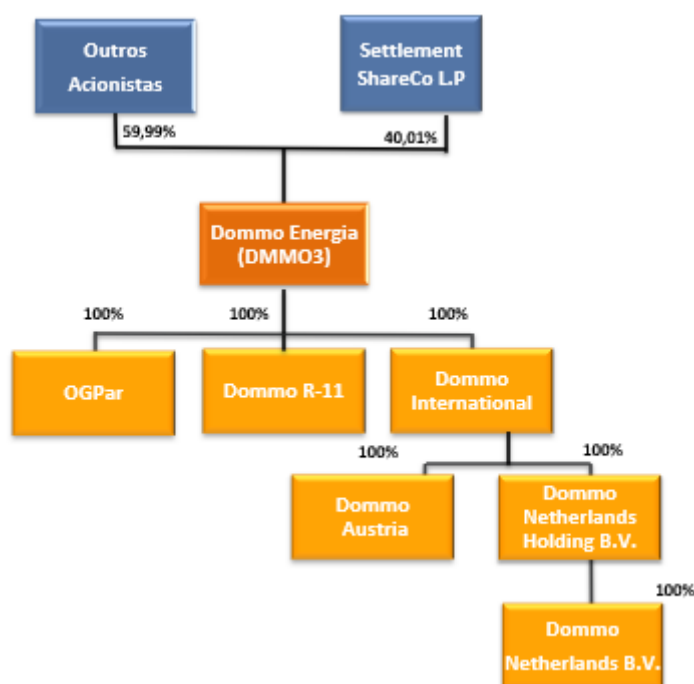 Outros
Acionistas
Settlement
ShareCo L.P
59,99%
40,01%
Dommo Energia
(DMMO3)
100%
100%
100%
OGPar
Dommo R-11
Dommo
International
100%
100%
Dommo
Austria
Dommo
Netherlands
Holding B.V.
100%
Dommo
Netherlands B.V.